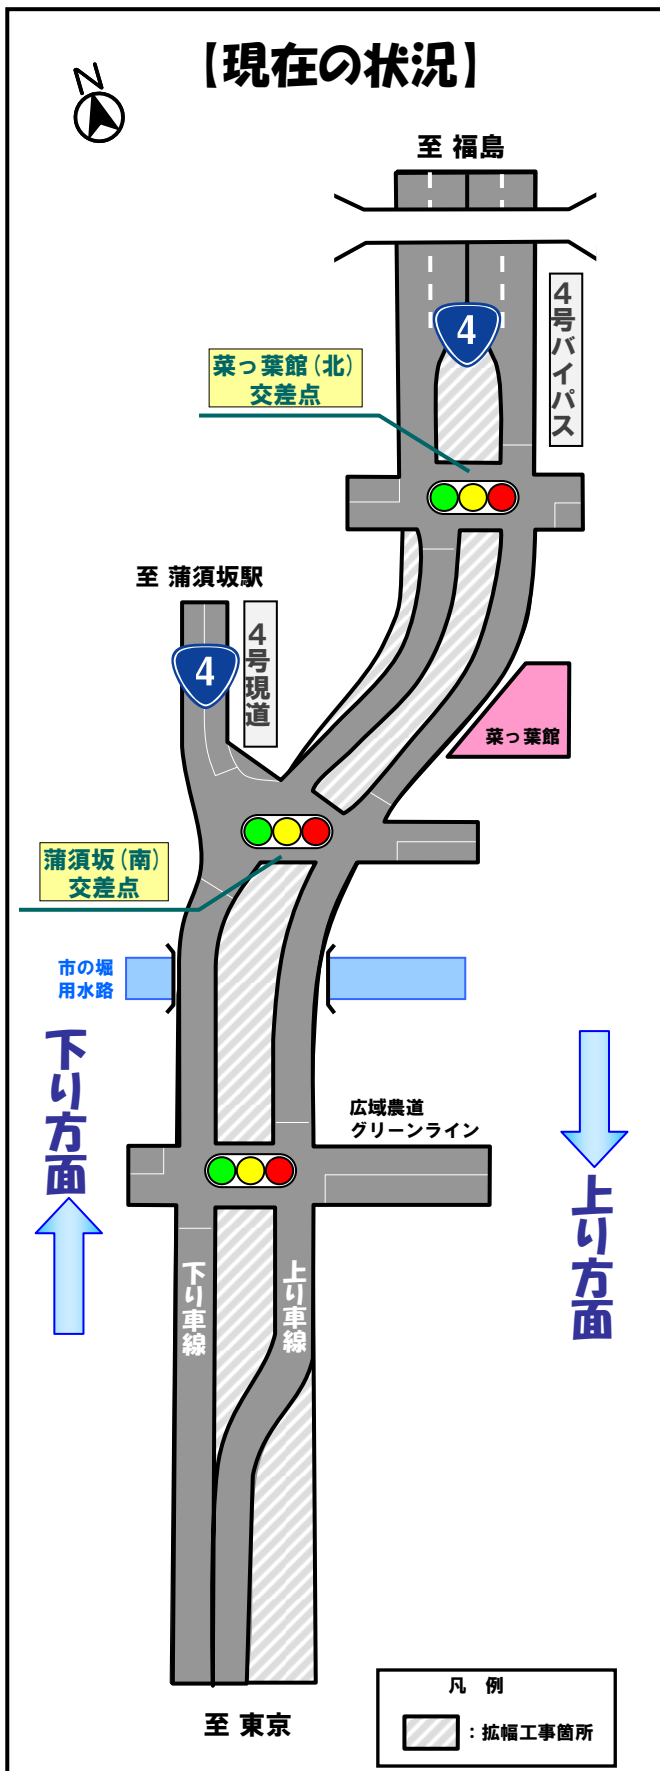 【現在の状況】
N
至 福島
4
4号バイパス
菜っ葉館(北)
交差点
至 蒲須坂駅
4
4号現道
菜っ葉館
蒲須坂(南)
交差点
市の堀
用水路
下り方面
広域農道
グリーンライン
上り方面
下り車線
上り車線
至 東京
凡 例
：拡幅工事箇所